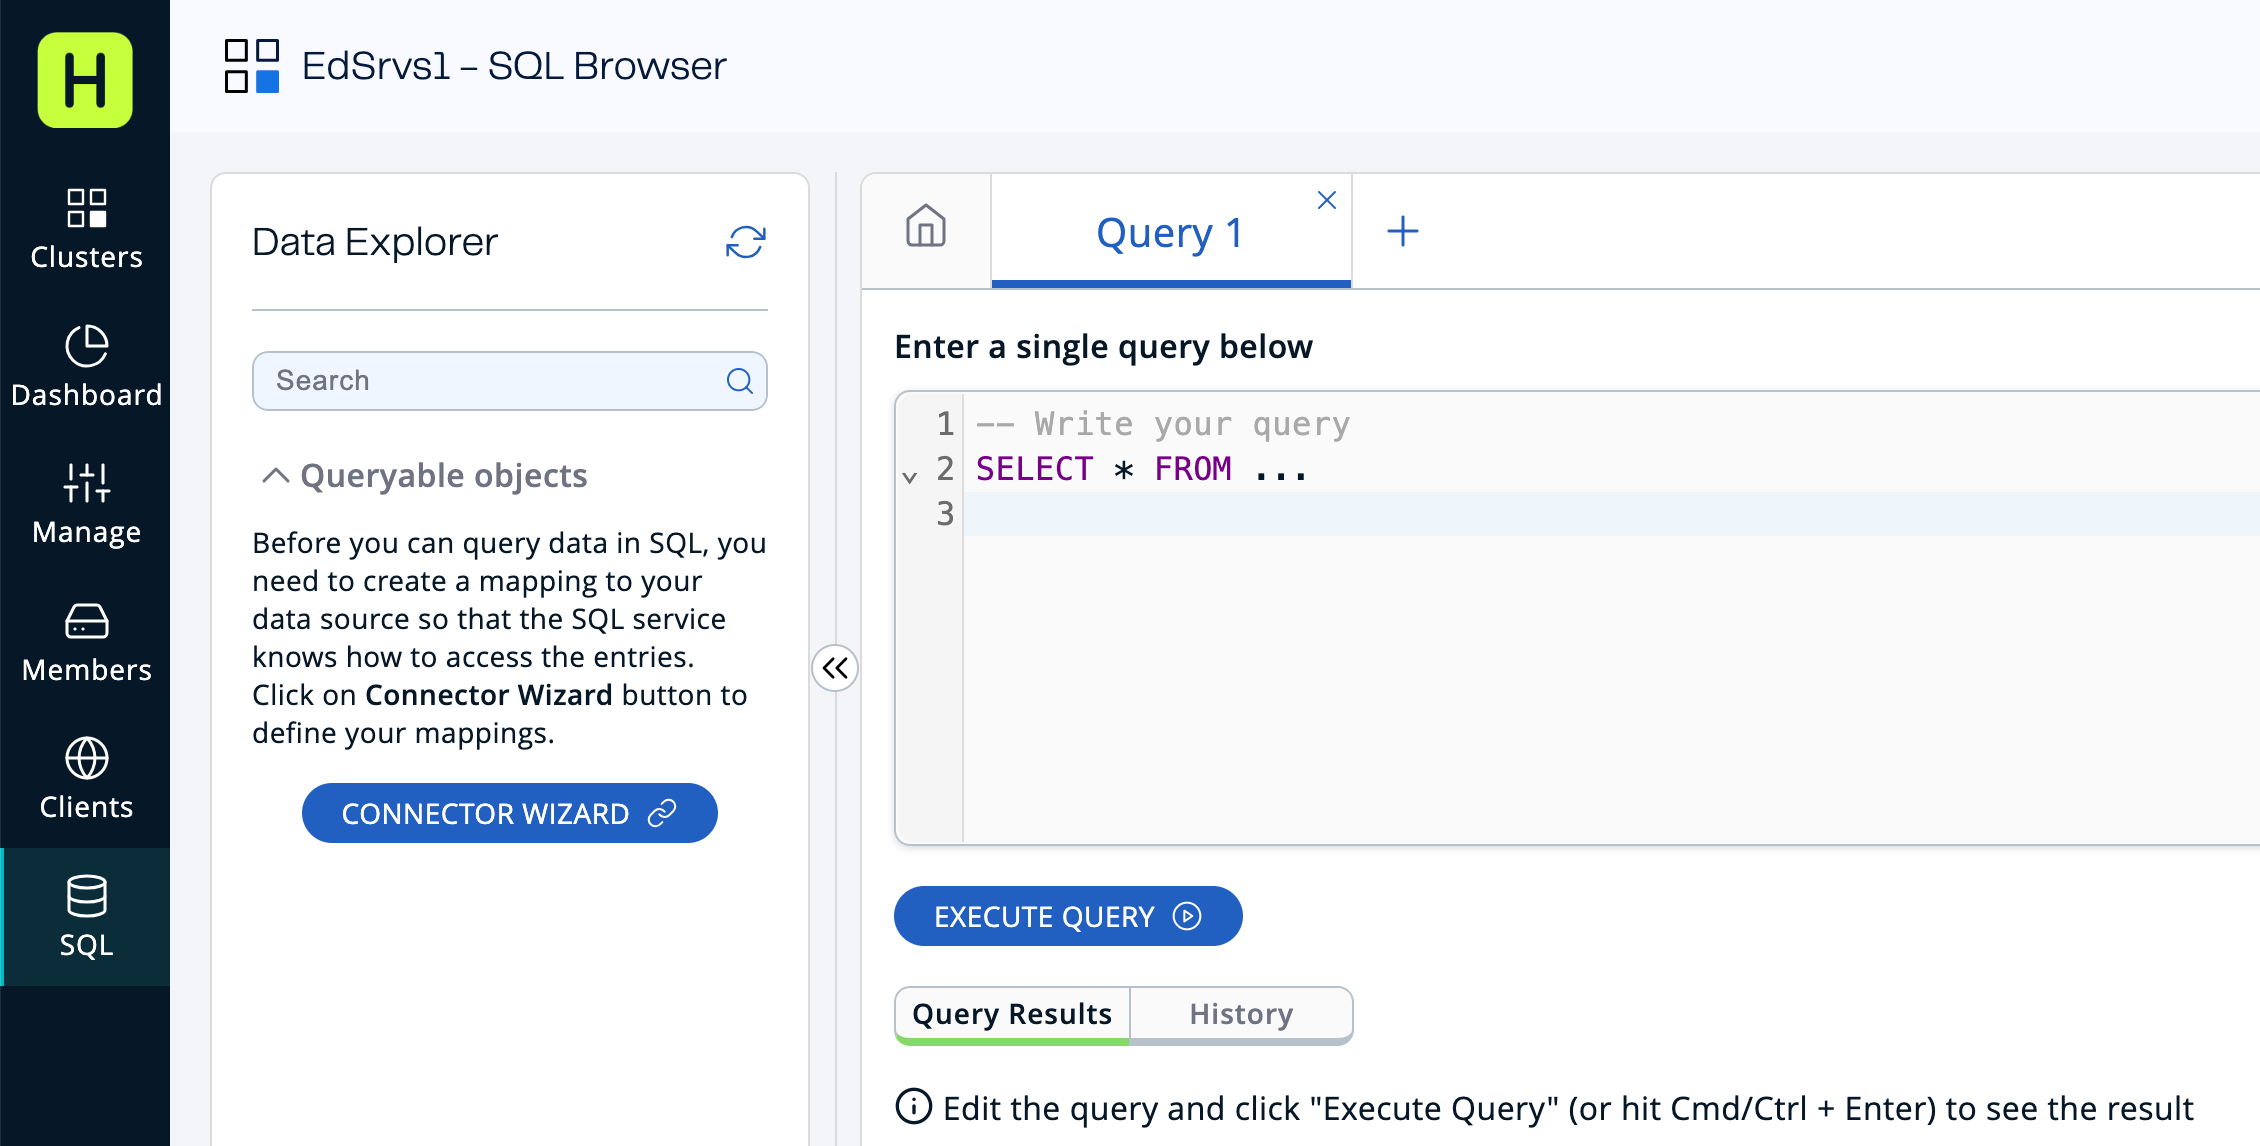 H
EdSrvs1 – SQL Browser
Clusters
Dashboard
Manage
Members
Clients
SQL
Data Explorer
Search
Queryable objects
Before you can query data in SQL, you
need to create a mapping to your
data source so that the SQL service
knows how to access the entries.
Click on Connector Wizard button to
define your mappings.
CONNECTOR WIZARD
Query 1
Enter a single query below
1 -- Write your query
2 SELECT * FROM ...
3
EXECUTE QUERY
Query Results History
Edit the query and click "Execute Query" (or hit Cmd/Ctrl + Enter) to see the result